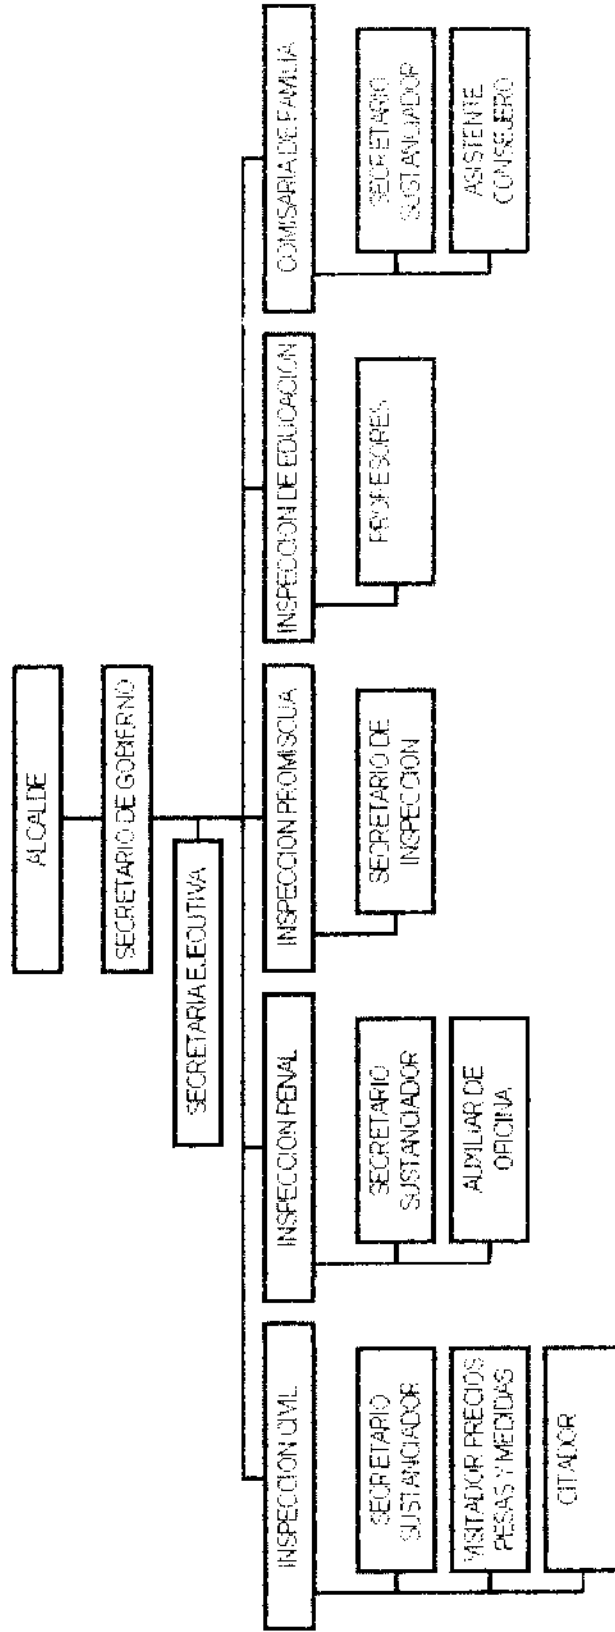 ALCALDE
SECRETARIO DE GOBIERNO
SECRETARIA EJECUTIVA
INSPECCION CIVIL
INSPECCION PENAL
INSPECCION PROMISCUA
INSPECCION DE EDUCACION
COMISARIA DE FAMILIA
SECRETARIO
SUSTANCIADOR
VISITADOR PRECIOS
PESAS Y MEDIDAS
CITADOR
SECRETARIO
SUSTANCIADOR
AUXILIAR DE
OFICINA
SECRETARIO DE
INSPECCION
PROFESORES
SECRETARIO
SUSTANCIADOR
ASISTENTE
CONSEJERO